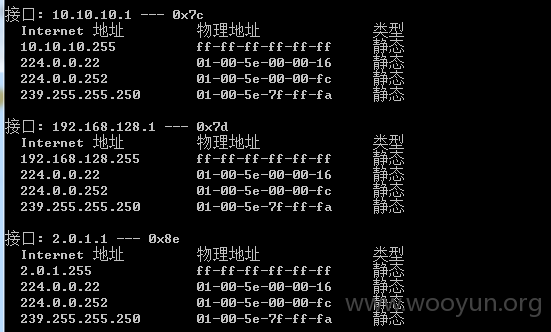 接口: 10.10.10.1 --- 0x7c
Internet 地址 物理地址 类型
10.10.10.255 ff-ff-ff-ff-ff-ff 静态
224.0.0.22 01-00-5e-00-00-16 静态
224.0.0.252 01-00-5e-00-00-fc 静态
239.255.255.250 01-00-5e-7f-ff-fa 静态
接口: 192.168.128.1 --- 0x7d
Internet 地址 物理地址 类型
192.168.128.255 ff-ff-ff-ff-ff-ff 静态
224.0.0.22 01-00-5e-00-00-16 静态
224.0.0.252 01-00-5e-00-00-fc 静态
239.255.255.250 01-00-5e-7f-ff-fa 静态
接口: 2.0.1.1 --- 0x8e
Internet 地址 物理地址 类型
2.0.1.255 ff-ff-ff-ff-ff-ff 静态
224.0.0.22 01-00-5e-00-00-16 静态
224.0.0.252 01-00-5e-00-00-fc 静态
239.255.255.250 01-00-5e-7f-ff-fa 静态
www.wooyun.org